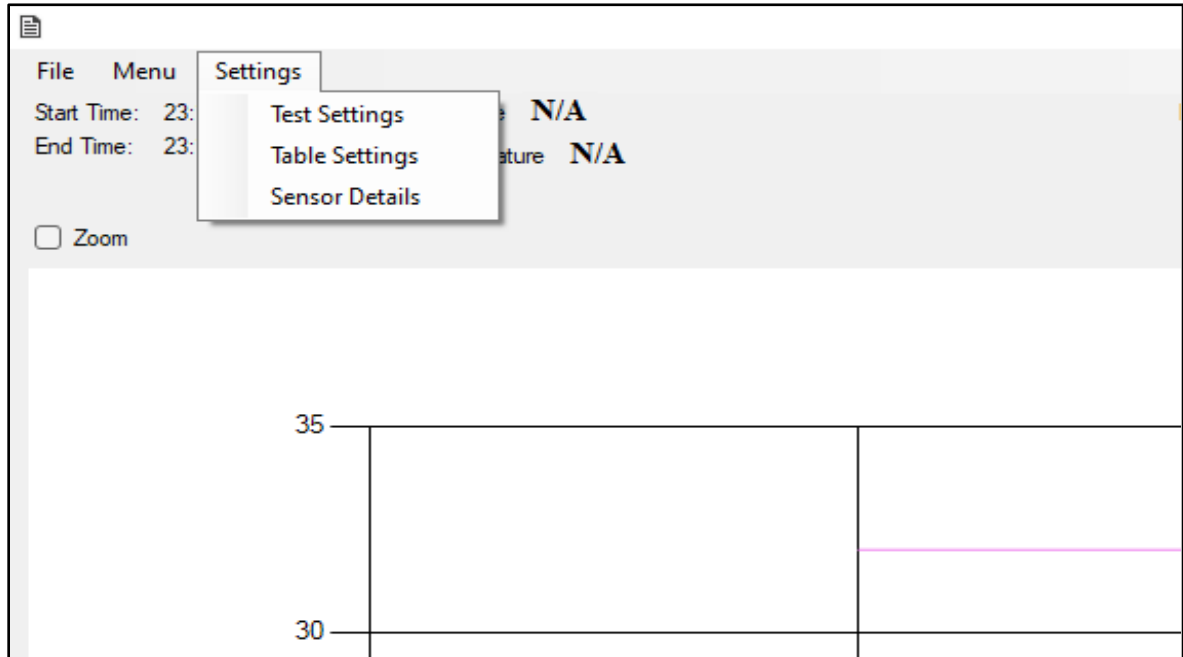 File Menu Settings
Start Time: 23: Test Settings N/A
End Time: 23: Table Settings ature N/A
Sensor Details
Zoom
35
30